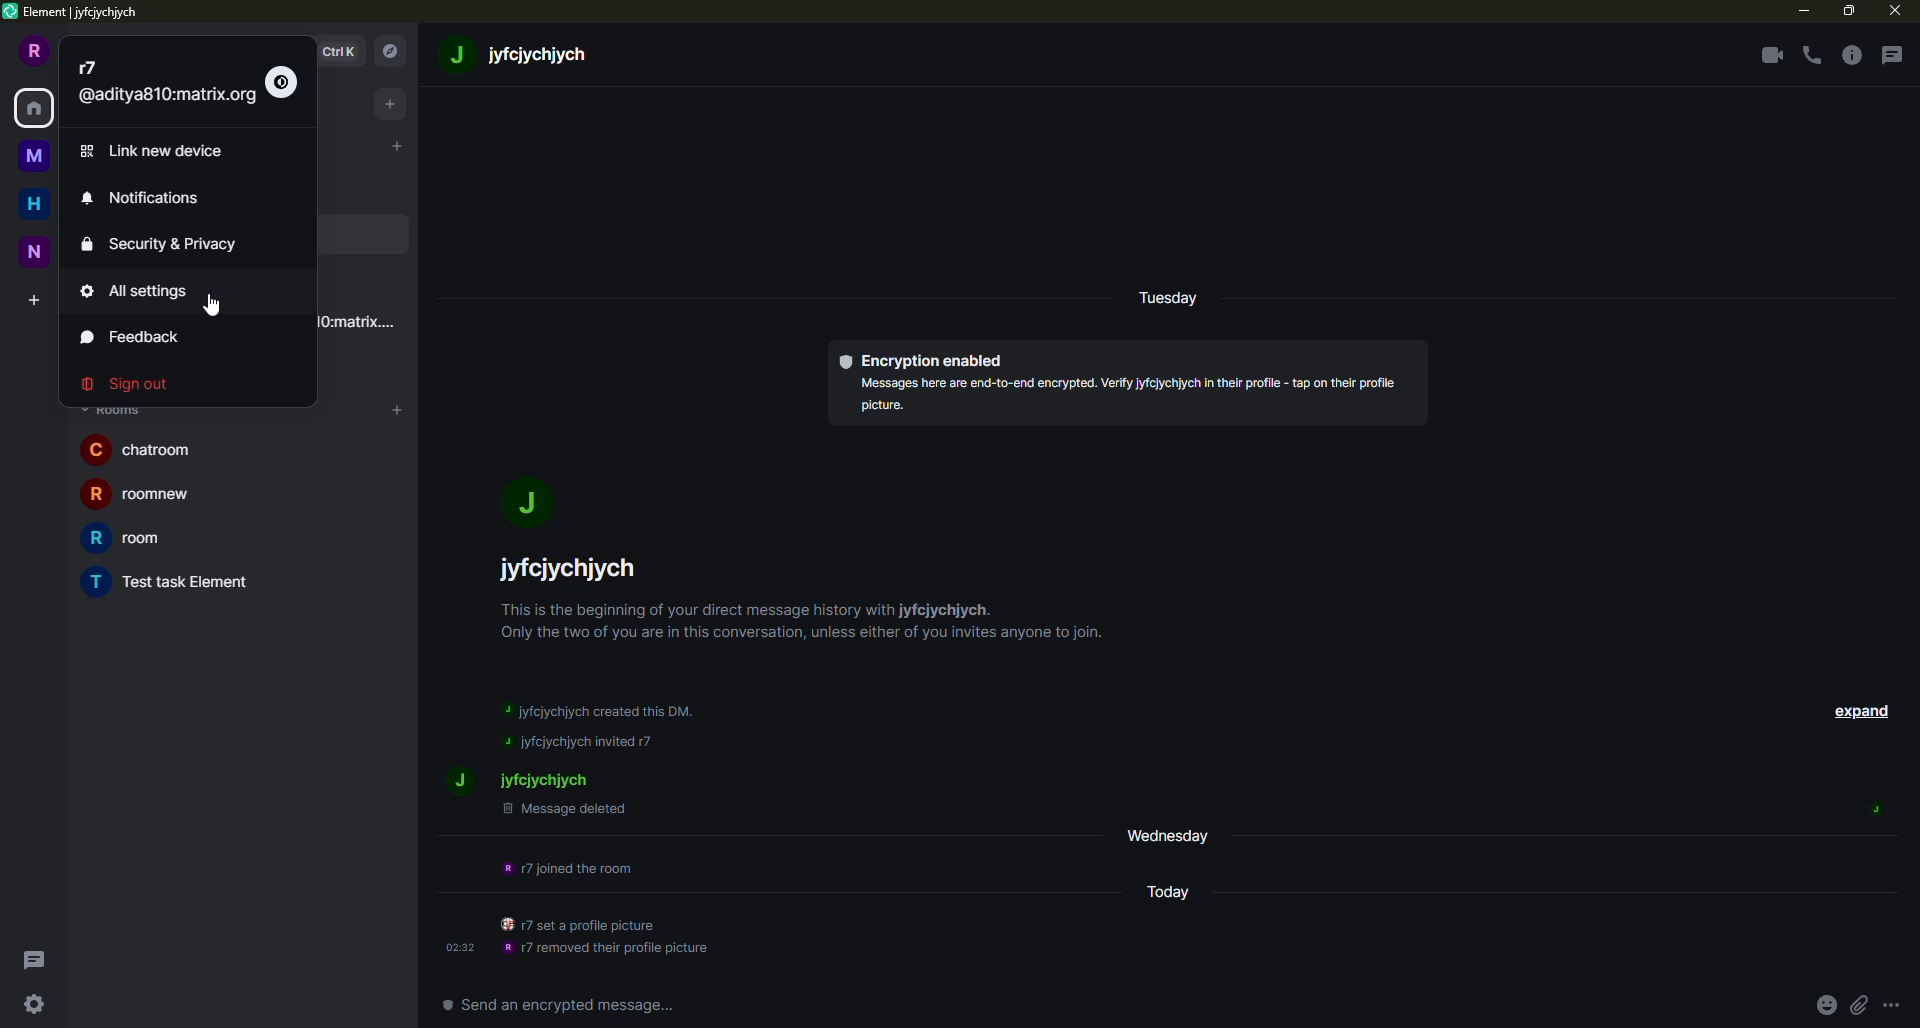 Element | jyfcjychjych
R
r7
@aditya810:matrix.org
Ctrl K
J
jyfcjychjych
M
Link new device
H
Notifications
N
Security & Privacy
All settings
Feedback
Sign out
0:matrix....
Rooms
C
chatroom
R
roomnew
R
room
T
Test task Element
Tuesday
Encryption enabled
Messages here are end-to-end encrypted. Verify jyfcjychjych in their profile - tap on their profile
picture.
J
jyfcjychjych
This is the beginning of your direct message history with jyfcjychjych.
Only the two of you are in this conversation, unless either of you invites anyone to join.
J jyfcjychjych created this DM.
expand
J jyfcjychjych invited r7
J
jyfcjychjych
Message deleted
J
Wednesday
R r7 joined the room
Today
r7 set a profile picture
02:32 R r7 removed their profile picture
Send an encrypted message...